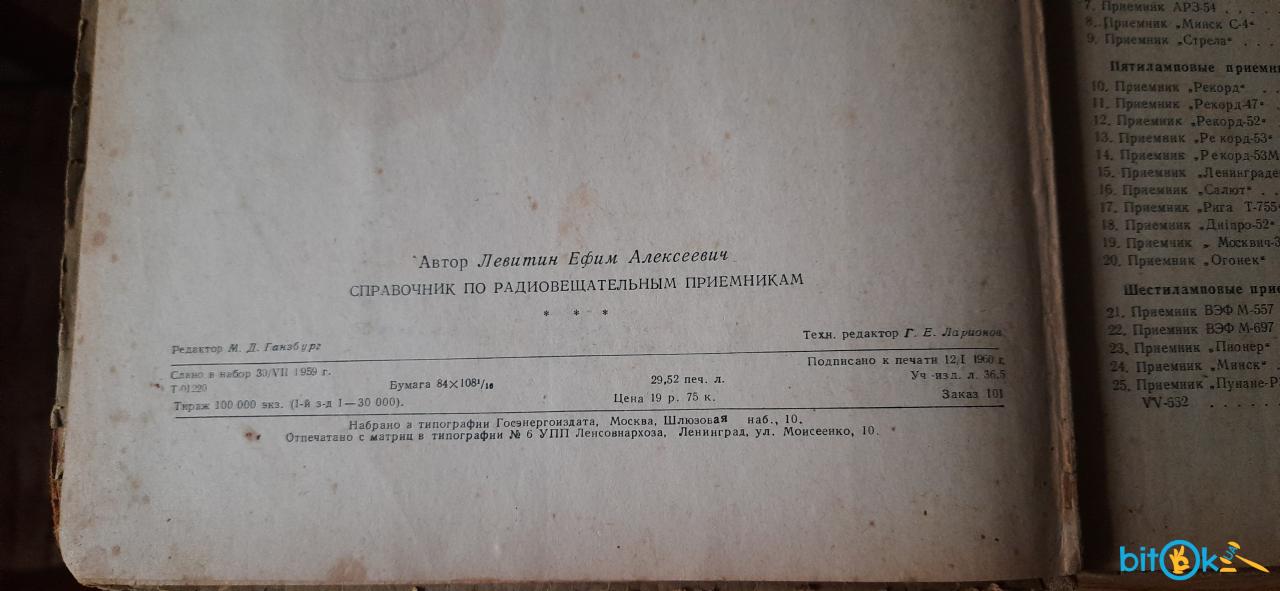 Автор Левитин Ефим Алексеевич
СПРАВОЧНИК ПО РАДИОВЕЩАТЕЛЬНЫМ ПРИЕМНИКАМ
* * *
Редактор М. Д. Ганзбург
Техн. редактор Г. Е. Ларионов
Сдано в набор 30/VII 1959 г.
Подписано к печати 12/I 1960 г.
Т-01220
Бумага 84×108¹/₁₆
29,52 печ. л.
Уч-изд. л. 36,5
Тираж 100 000 экз. (1-й з-д 1—30 000).
Цена 19 р. 75 к.
Заказ 101
Набрано в типографии Госэнергоиздата, Москва, Шлюзовая наб., 10.
Отпечатано с матриц в типографии № 6 УПП Ленсовнархоза, Ленинград, ул. Моисеенко, 10.
7. Приемник АРЗ-54 . . . .
8. Приемник „Минск С-4“
9. Приемник „Стрела“ . . .
Пятиламповые приемни
10. Приемник „Рекорд“ . .
11. Приемник „Рекорд-47“
12. Приемник „Рекорд-52“
13. Приемник „Рекорд-53“
14. Приемник „Рекорд-53М
15. Приемник „Ленинграде
16. Приемник „Салют“ . .
17. Приемник „Рига Т-755“
18. Приемник „Дніпро-52“
19. Приемник „Москвич-З
20. Приемник „Огонек“
Шестиламповые прие
21. Приемник ВЭФ М-557
22. Приемник ВЭФ М-697
23. Приемник „Пионер“
24. Приемник „Минск“ .
25. Приемник „Пунане-Р
VV-632 . . . . . .
bitok.UA